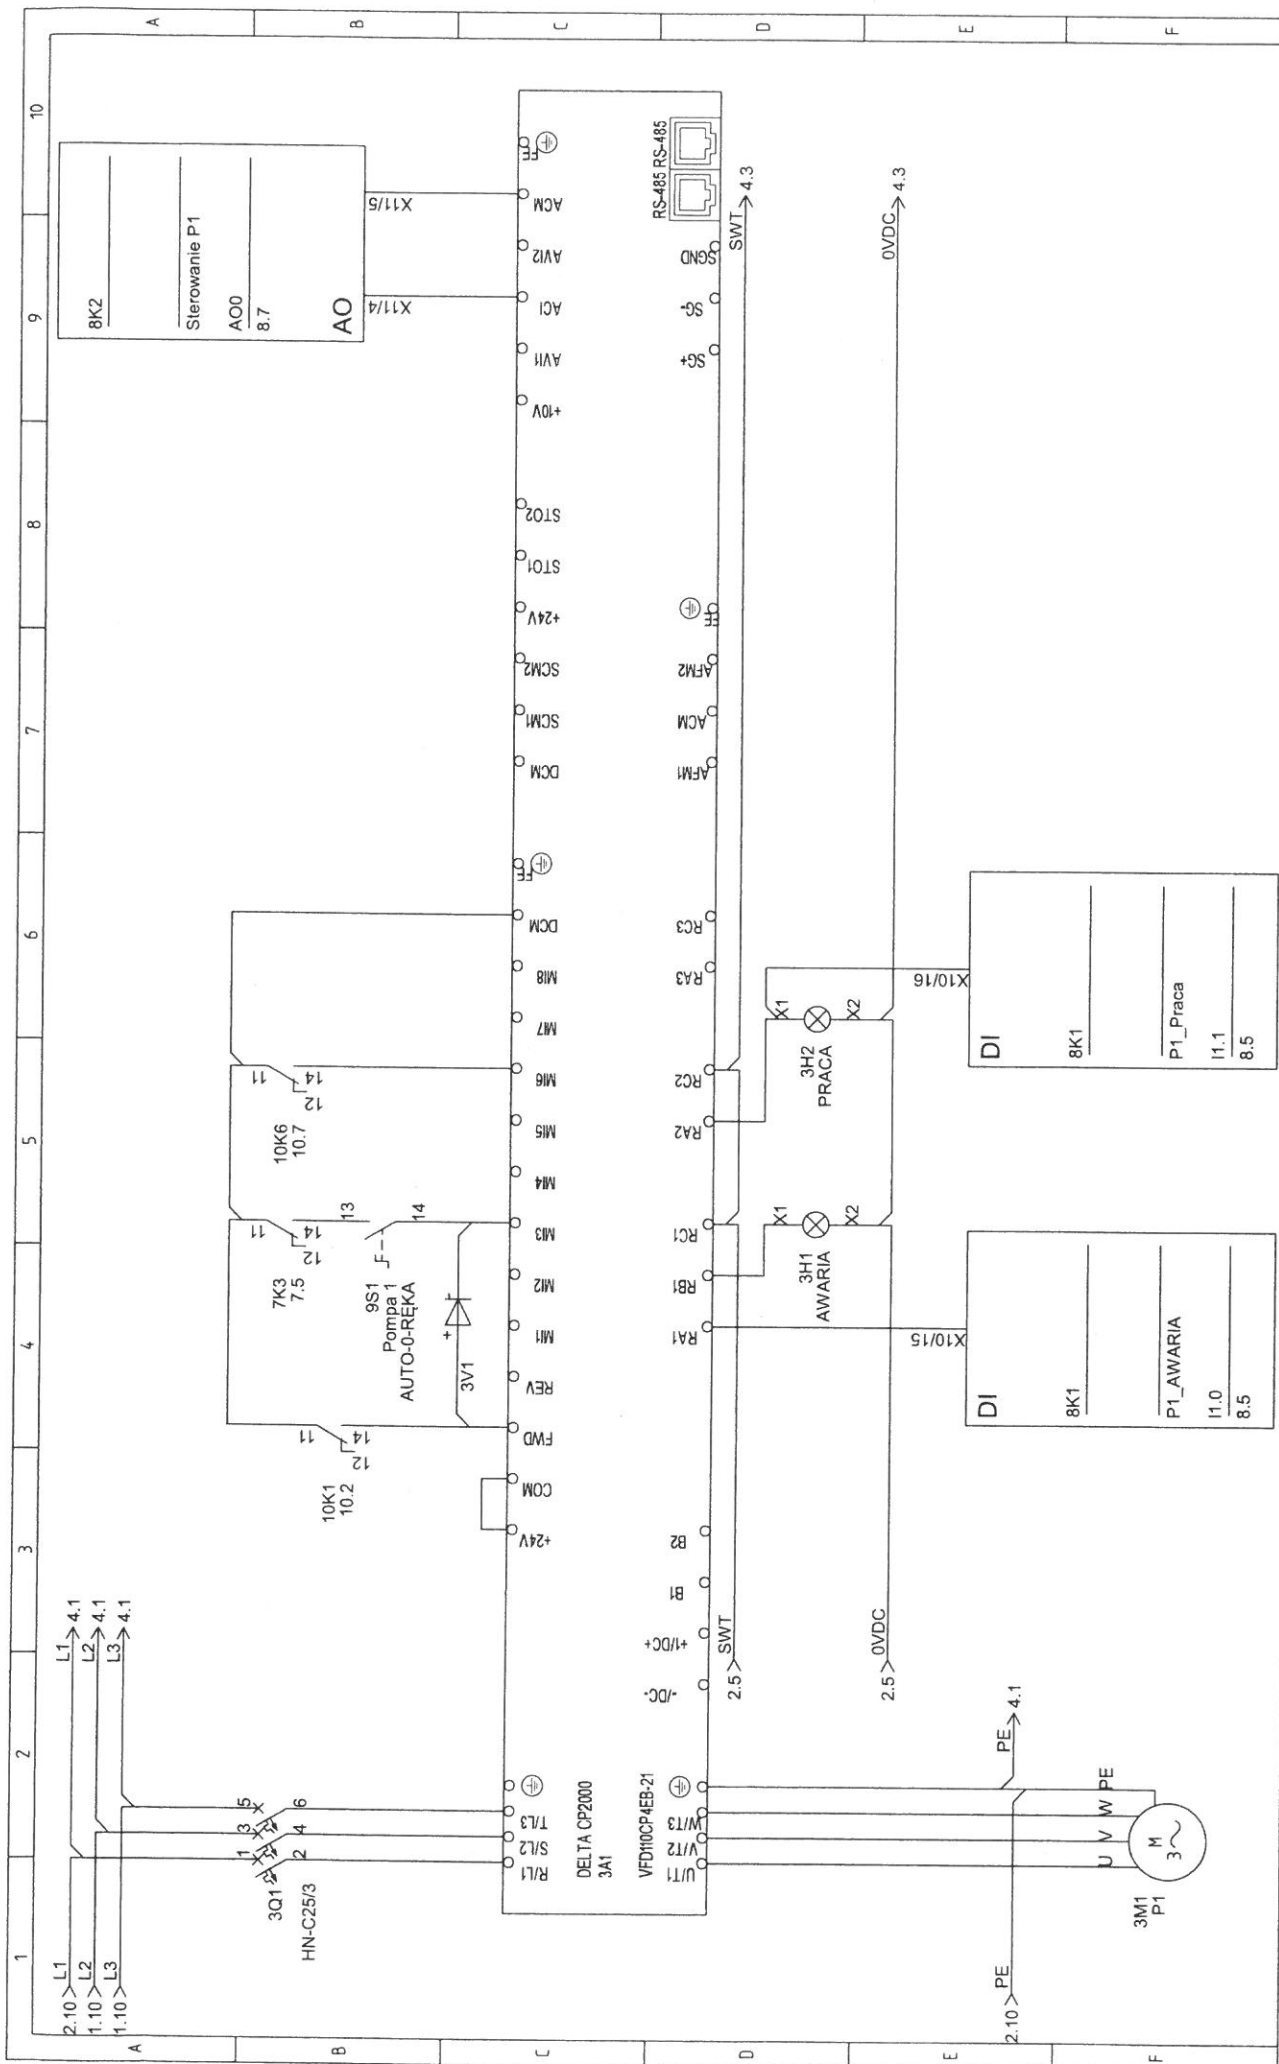 1
2
3
4
5
6
7
8
9
10
A
B
C
D
E
F
A
B
C
D
E
F
2.10
L1
1.10
L2
1.10
L3
L1
4.1
L2
4.1
L3
4.1
1
3
5
2
4
6
3Q1
HN-C25/3
10K1
10.2
11
12
14
7K3
7.5
11
12
14
13
14
9S1
Pompa 1
AUTO-0-RĘKA
+
3V1
10K6
10.7
11
12
14
8K2
Sterowanie P1
AO0
8.7
AO
X11/4
X11/5
R/L1
S/L2
T/L3
+24V
COM
FWD
REV
MI1
MI2
MI3
MI4
MI5
MI6
MI7
MI8
DCM
FE
DCM
SCM1
SCM2
+24V
STO1
STO2
+10V
AVI1
ACI
AVI2
ACM
FE
DELTA CP2000
3A1
VFD110CP4EB-21
U/T1
V/T2
W/T3
-/DC-
+1/DC+
B1
B2
RA1
RB1
RC1
RA2
RC2
RA3
RC3
AFM1
ACM
AFM2
FE
SG+
SG-
SGND
RS-485
RS-485
2.5
SWT
SWT
4.3
X1
3H1
AWARIA
X2
X1
3H2
PRACA
X2
2.5
0VDC
0VDC
4.3
X10/15
X10/16
2.10
PE
PE
4.1
U
V
W
PE
M
3
3M1
P1
DI
8K1
P1_AWARIA
I1.0
8.5
DI
8K1
P1_Praca
I1.1
8.5